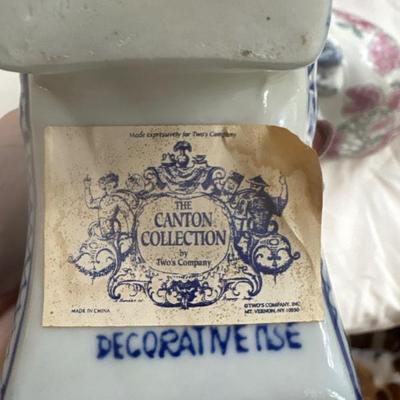 Made expressively for Two's Company
THE
CANTON
COLLECTION
by
Two's Company
MADE IN CHINA
©TWO'S COMPANY, INC.
MT. VERNON, NY 10550
DECORATIVE USE